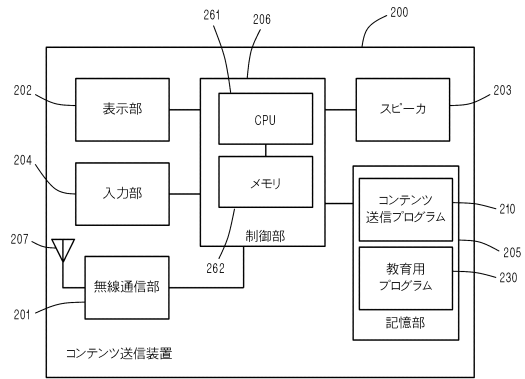 200
261
206
202
表示部
CPU
スピーカ
203
204
入力部
メモリ
コンテンツ
送信プログラム
210
207
制御部
262
205
無線通信部
教育用
プログラム
230
201
記憶部
コンテンツ送信装置